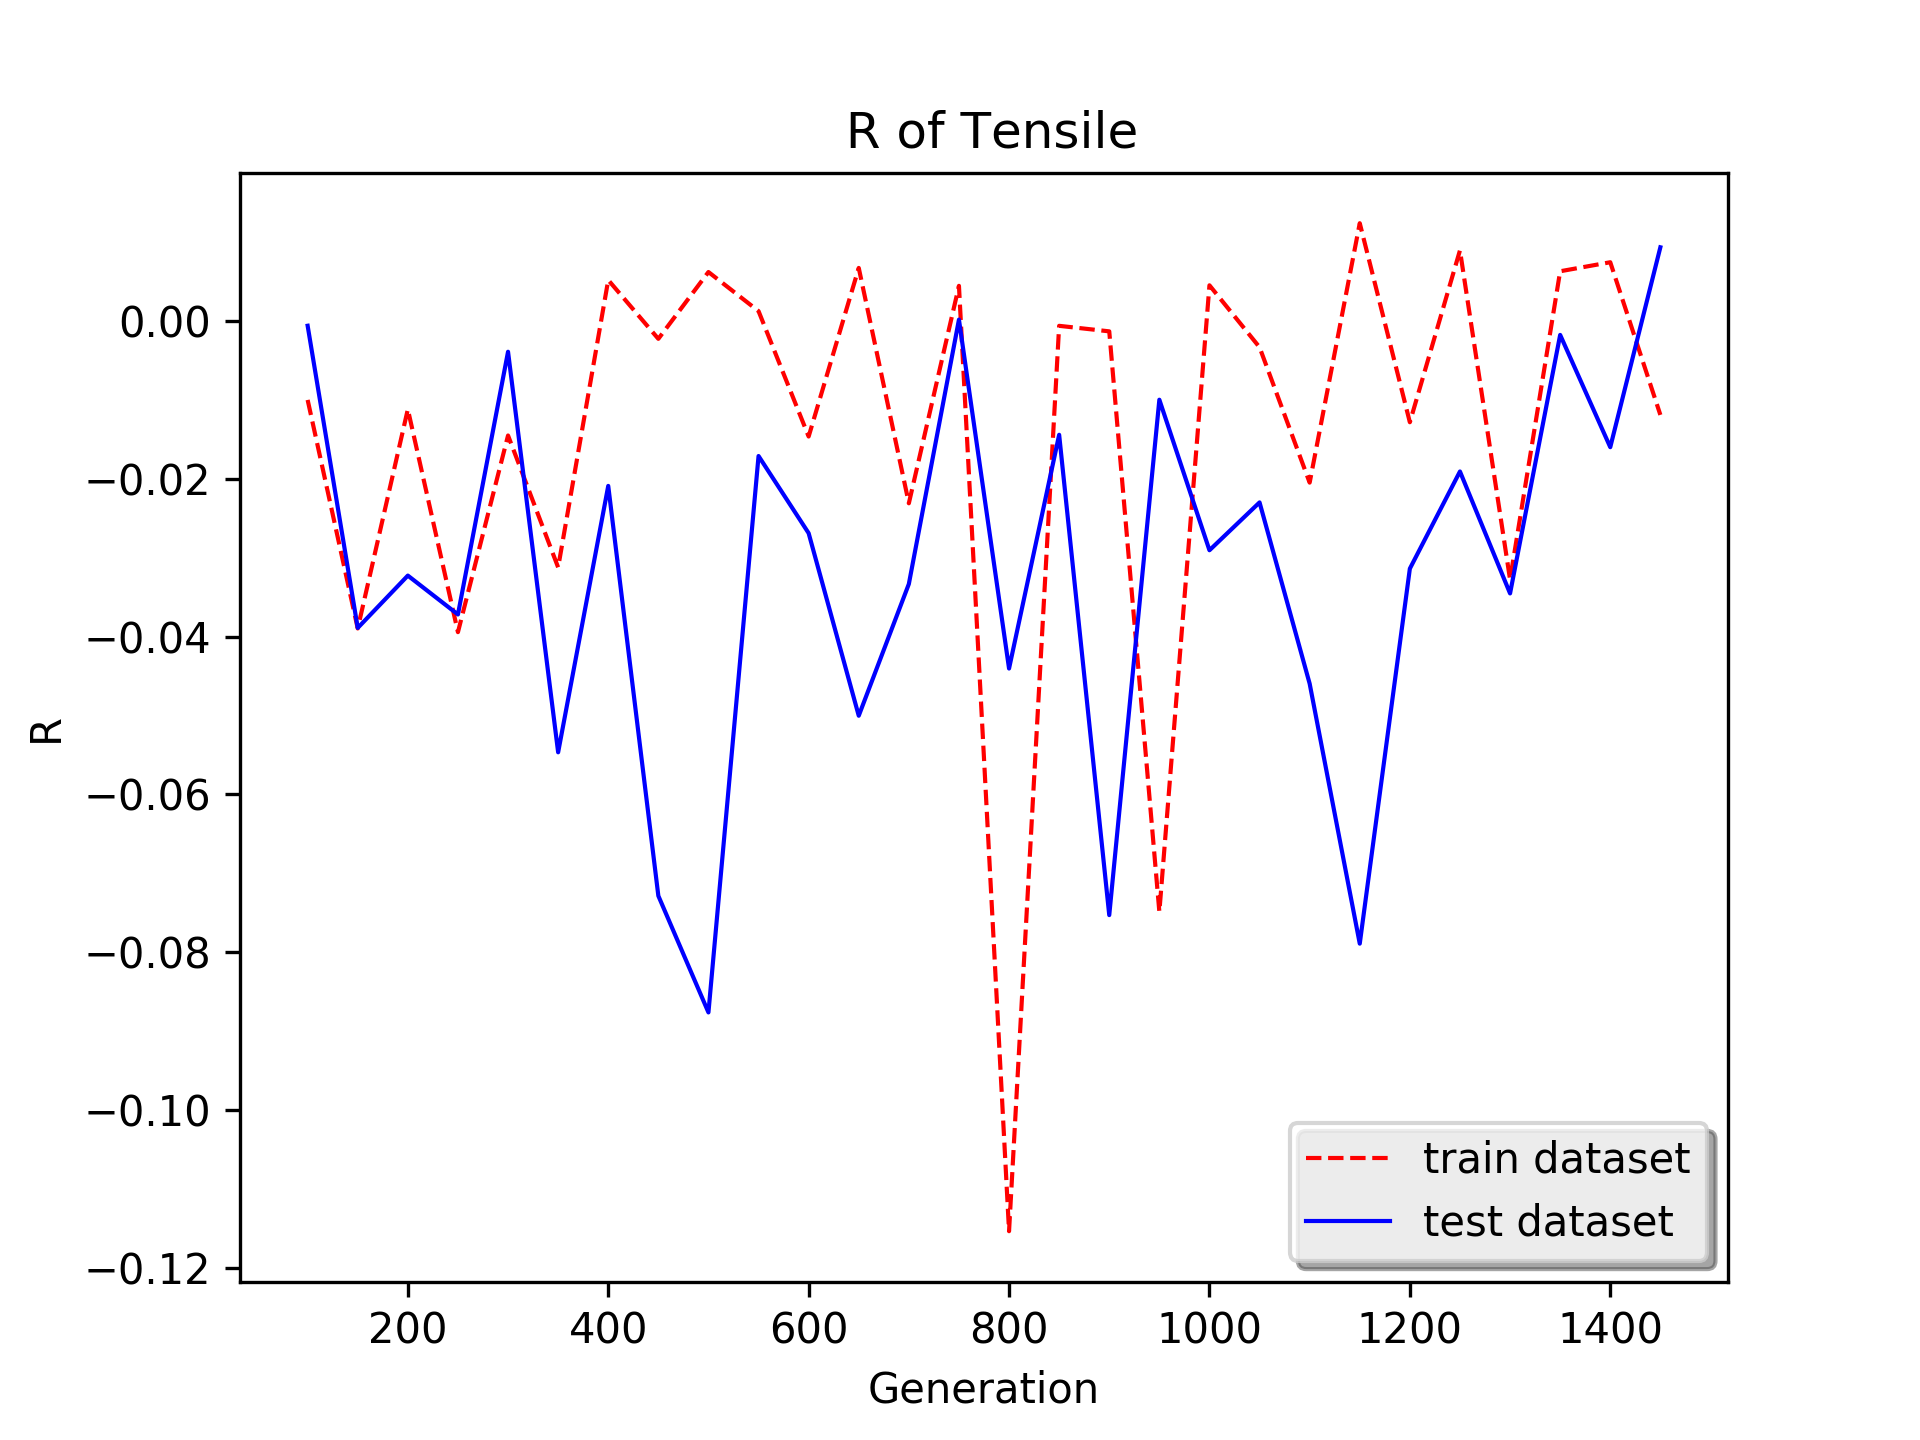 R of Tensile
0.00
−0.02
−0.04
−0.06
−0.08
−0.10
−0.12
R
200 400 600 800 1000 1200 1400
Generation
train dataset
test dataset